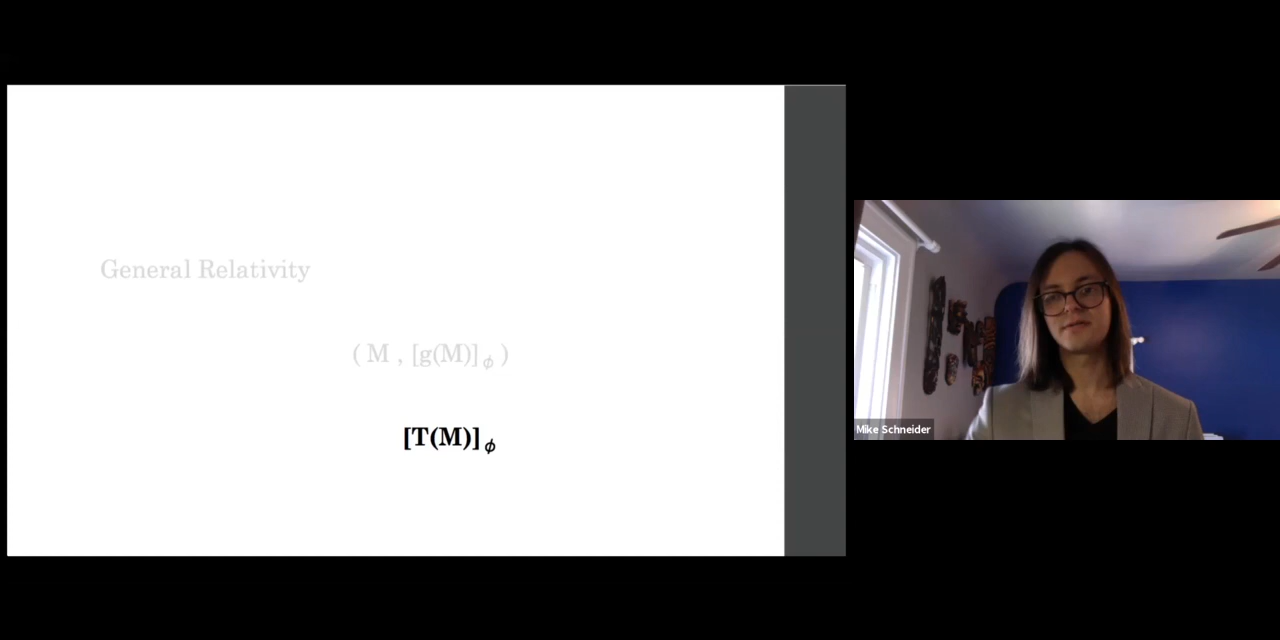 General Relativity
( M , [g(M)] ϕ )
[T(M)] ϕ
Mike Schneider